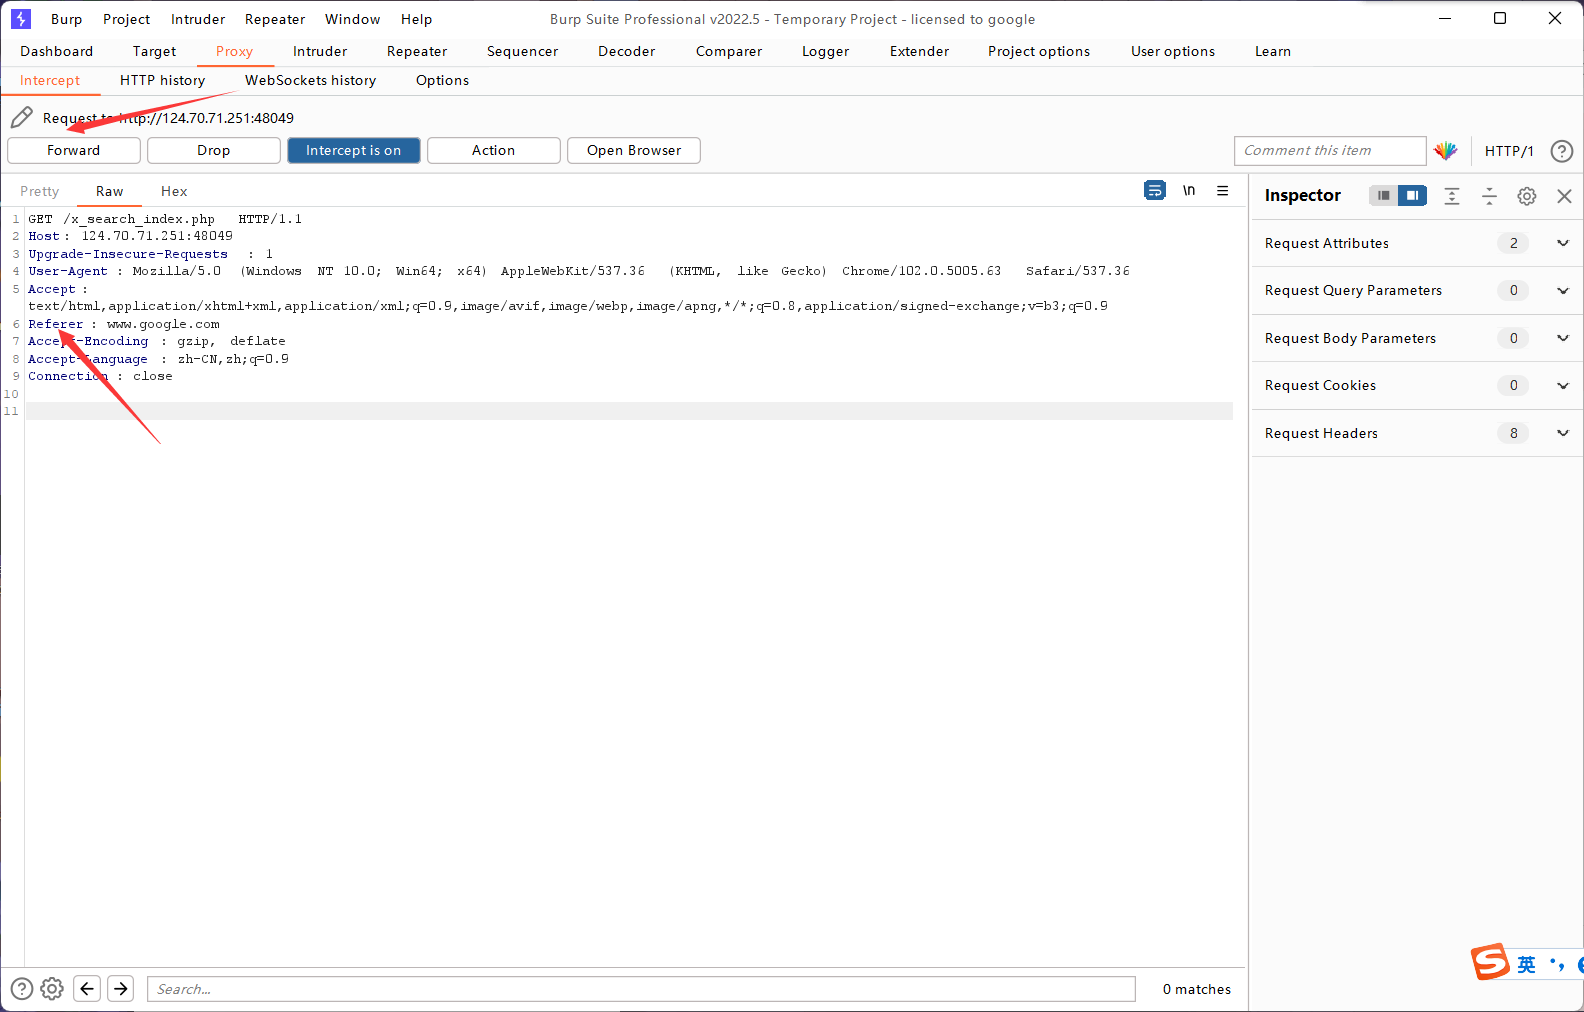 Burp Project Intruder Repeater Window Help Burp Suite Professional v2022.5 - Temporary Project - licensed to google
Dashboard Target Proxy Intruder Repeater Sequencer Decoder Comparer Logger Extender Project options User options Learn
Intercept HTTP history WebSockets history Options
Request to http://124.70.71.251:48049
Forward Drop Intercept is on Action Open Browser Comment this item HTTP/1 ?
Pretty Raw Hex \n Inspector
1 GET /x_search_index.php HTTP/1.1
2 Host: 124.70.71.251:48049
3 Upgrade-Insecure-Requests : 1
4 User-Agent : Mozilla/5.0 (Windows NT 10.0; Win64; x64) AppleWebKit/537.36 (KHTML, like Gecko) Chrome/102.0.5005.63 Safari/537.36
5 Accept :
text/html,application/xhtml+xml,application/xml;q=0.9,image/avif,image/webp,image/apng,*/*;q=0.8,application/signed-exchange;v=b3;q=0.9
6 Referer : www.google.com
7 Accept-Encoding : gzip, deflate
8 Accept-Language : zh-CN,zh;q=0.9
9 Connection : close
10
11
Request Attributes 2
Request Query Parameters 0
Request Body Parameters 0
Request Cookies 0
Request Headers 8
S 英
? Search... 0 matches